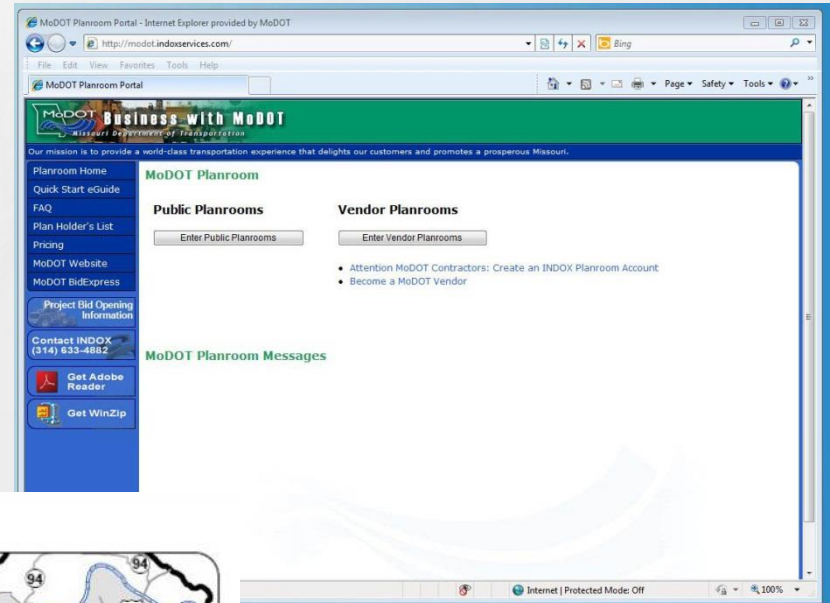 MoDOT Planroom Portal - Internet Explorer provided by MoDOT
http://modot.indoxservices.com/
Bing
File Edit View Favorites Tools Help
MoDOT Planroom Portal
Page Safety Tools
MoDOT Business with MoDOT
Missouri Department of Transportation
Our mission is to provide a world-class transportation experience that delights our customers and promotes a prosperous Missouri.
Planroom Home
Quick Start eGuide
FAQ
Plan Holder's List
Pricing
MoDOT Website
MoDOT BidExpress
Project Bid Opening
Information
Contact INDOX
(314) 633-4882
Get Adobe
Reader
Get WinZip
MoDOT Planroom
Public Planrooms
Enter Public Planrooms
Vendor Planrooms
Enter Vendor Planrooms
• Attention MoDOT Contractors: Create an INDOX Planroom Account
• Become a MoDOT Vendor
MoDOT Planroom Messages
Internet | Protected Mode: Off
100%
94
94